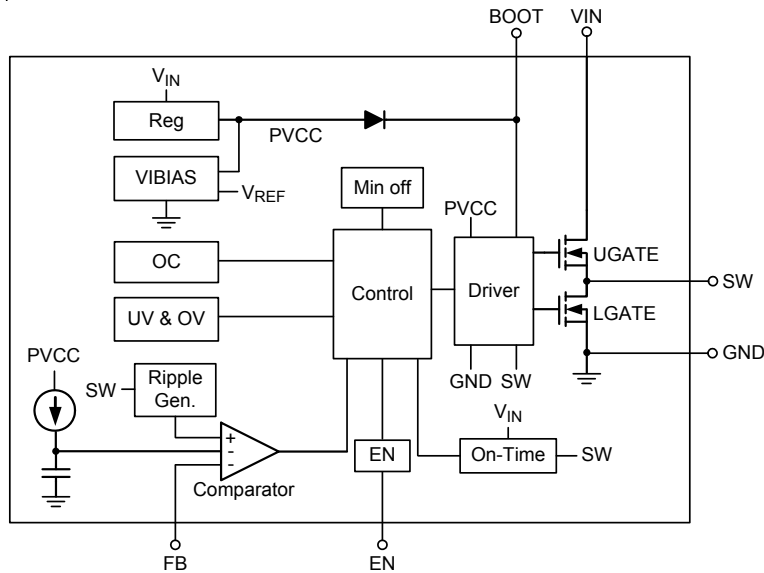 BOOT
VIN
VIN
Reg
PVCC
VIBIAS
VREF
Min off
PVCC
OC
UV & OV
Control
Driver
UGATE
SW
LGATE
GND
PVCC
SW
Ripple
Gen.
GND
SW
+
-
-
Comparator
EN
VIN
On-Time
SW
FB
EN